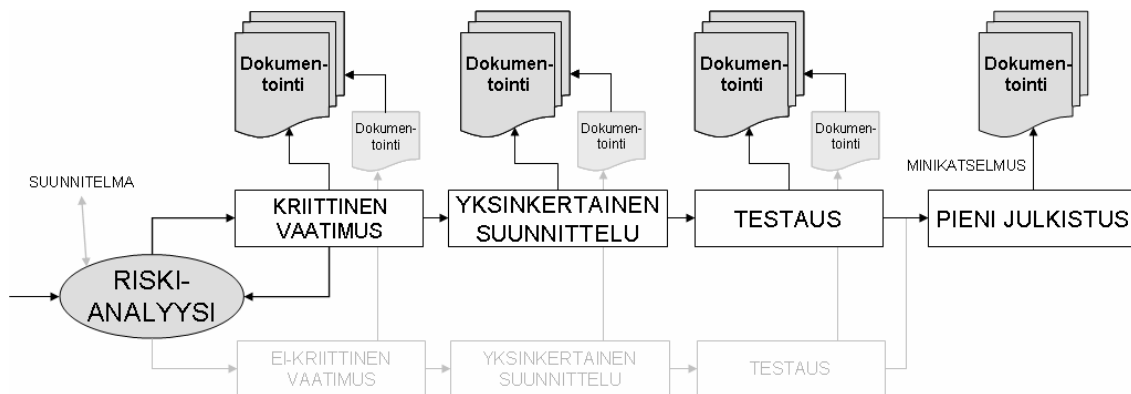 Dokumen-
tointi
Dokumen-
tointi
Dokumen-
tointi
Dokumen-
tointi
Dokumen-
tointi
Dokumen-
tointi
Dokumen-
tointi
SUUNNITELMA
MINIKATSELMUS
KRIITTINEN
VAATIMUS
YKSINKERTAINEN
SUUNNITTELU
TESTAUS
PIENI JULKISTUS
RISKI-
ANALYYSI
EI-KRIITTINEN
VAATIMUS
YKSINKERTAINEN
SUUNNITTELU
TESTAUS